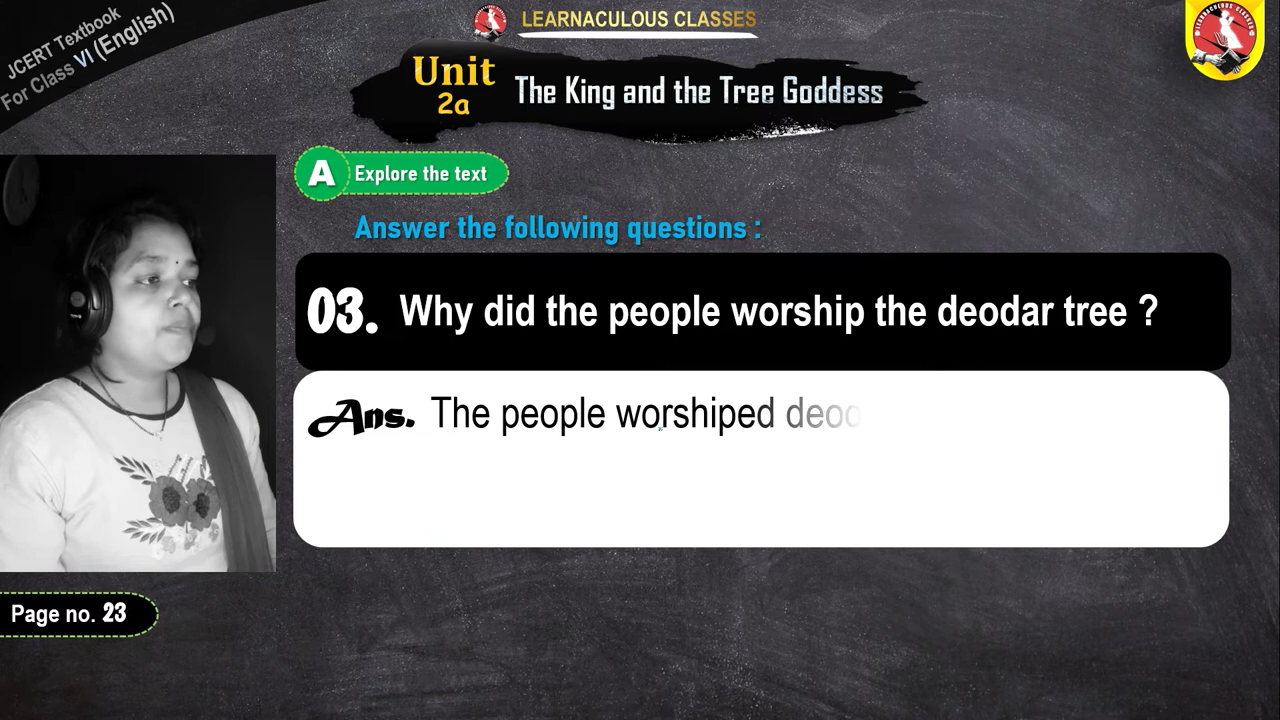 LEARNACULOUS CLASSES
JCERT Textbook
For Class VI (English)
Unit
2a
The King and the Tree Goddess
A Explore the text
Answer the following questions :
03. Why did the people worship the deodar tree ?
Ans. The people worshiped deod
Page no. 23